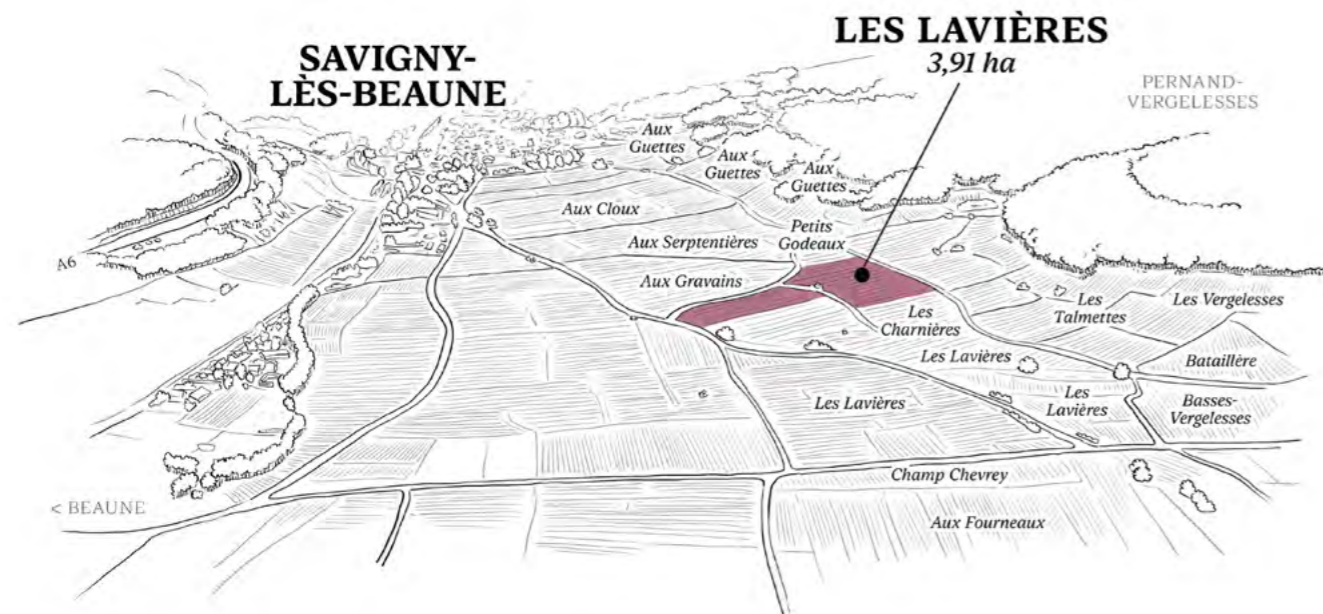 SAVIGNY-
LÈS-BEAUNE
LES LAVIÈRES
3,91 ha
PERNAND-
VERGELESSES
Aux
Guettes
Aux
Guettes
Aux
Guettes
Aux Cloux
Petits
Godeaux
Aux Serptentières
A6
Aux Gravains
Les
Charnières
Les
Talmettes
Les Vergelesses
Les Lavières
Bataillère
Les Lavières
Les
Lavières
Basses-
Vergelesses
Champ Chevrey
< BEAUNE
Aux Fourneaux